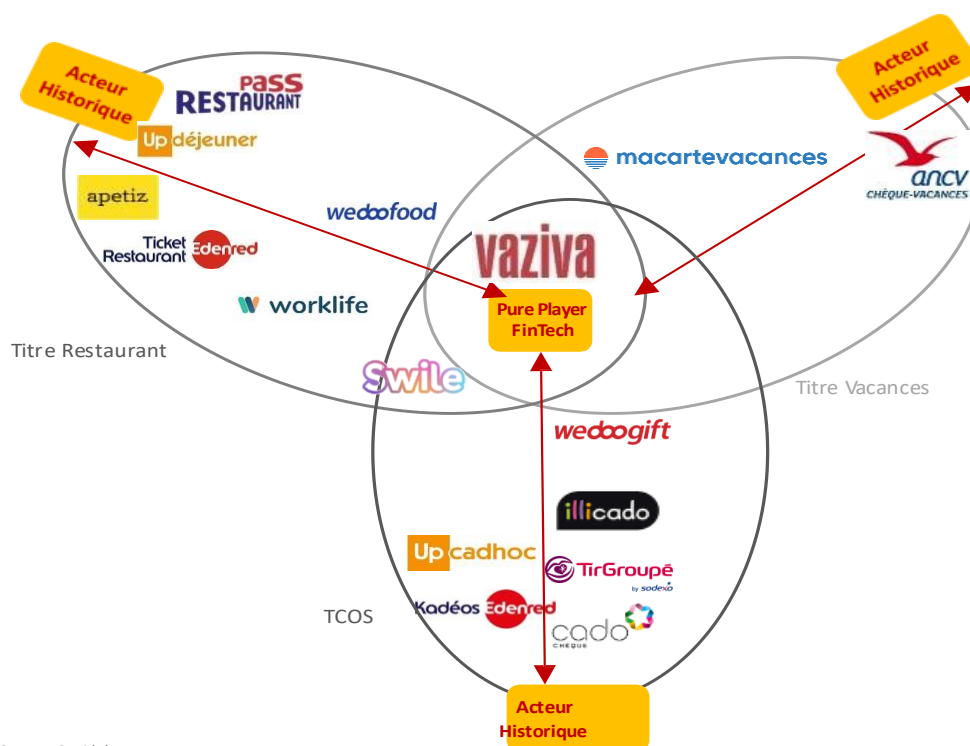 Acteur
Historique
Acteur
Historique
PASS
RESTAURANT
Up déjeuner
macartevacances
ancv
CHÈQUE-VACANCES
apetiz
wedoofood
vaziva
Ticket
Restaurant Edenred
worklife
Pure Player
FinTech
Titre Restaurant
Swile
Titre Vacances
wedoogift
illicado
Up cadhoc
TirGroupé
by sodexo
Kadéos Edenred
TCOS
cado
CHÈQUE
Acteur
Historique